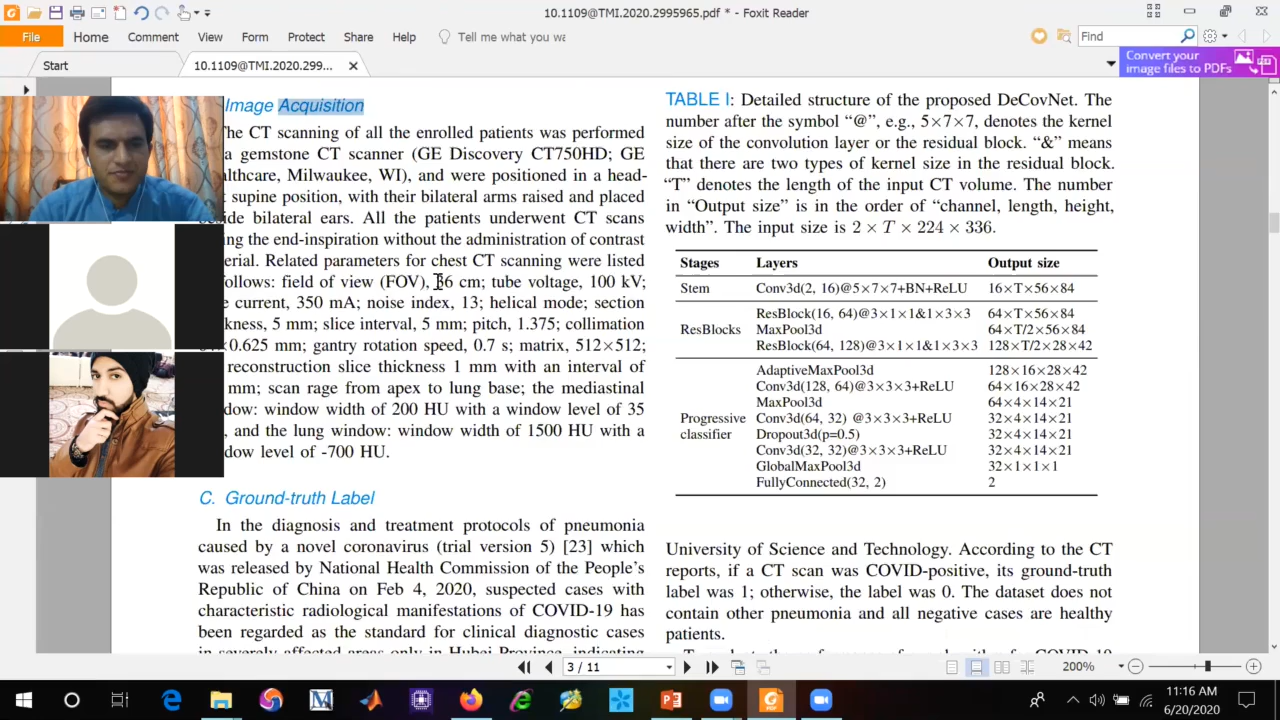 10.1109@TMI.2020.2995965.pdf * - Foxit Reader
File
Home
Comment
View
Form
Protect
Share
Help
Tell me what you wa
Find
Start
10.1109@TMI.2020.299...
Convert your
image files to PDFs
Image Acquisition
The CT scanning of all the enrolled patients was performed
a gemstone CT scanner (GE Discovery CT750HD; GE
althcare, Milwaukee, WI), and were positioned in a head-
supine position, with their bilateral arms raised and placed
bilateral ears. All the patients underwent CT scans
ing the end-inspiration without the administration of contrast
erial. Related parameters for chest CT scanning were listed
follows: field of view (FOV), 36 cm; tube voltage, 100 kV;
current, 350 mA; noise index, 13; helical mode; section
kness, 5 mm; slice interval, 5 mm; pitch, 1.375; collimation
0.625 mm; gantry rotation speed, 0.7 s; matrix, 512×512;
reconstruction slice thickness 1 mm with an interval of
mm; scan rage from apex to lung base; the mediastinal
dow: window width of 200 HU with a window level of 35
, and the lung window: window width of 1500 HU with a
dow level of -700 HU.
C. Ground-truth Label
In the diagnosis and treatment protocols of pneumonia
caused by a novel coronavirus (trial version 5) [23] which
was released by National Health Commission of the People's
Republic of China on Feb 4, 2020, suspected cases with
characteristic radiological manifestations of COVID-19 has
been regarded as the standard for clinical diagnostic cases
in severely affected areas only in Hubei Province, indicating
TABLE I: Detailed structure of the proposed DeCovNet. The
number after the symbol “@”, e.g., 5×7×7, denotes the kernel
size of the convolution layer or the residual block. “&” means
that there are two types of kernel size in the residual block.
“T” denotes the length of the input CT volume. The number
in “Output size” is in the order of “channel, length, height,
width”. The input size is 2 × T × 224 × 336.
Stages Layers Output size
Stem Conv3d(2, 16)@5×7×7+BN+ReLU 16×T×56×84
ResBlock(16, 64)@3×1×1&1×3×3 64×T×56×84
ResBlocks MaxPool3d 64×T/2×56×84
ResBlock(64, 128)@3×1×1&1×3×3 128×T/2×28×42
AdaptiveMaxPool3d 128×16×28×42
Conv3d(128, 64)@3×3×3+ReLU 64×16×28×42
MaxPool3d 64×4×14×21
Progressive Conv3d(64, 32) @3×3×3+ReLU 32×4×14×21
classifier Dropout3d(p=0.5) 32×4×14×21
Conv3d(32, 32)@3×3×3+ReLU 32×4×14×21
GlobalMaxPool3d 32×1×1×1
FullyConnected(32, 2) 2
University of Science and Technology. According to the CT
reports, if a CT scan was COVID-positive, its ground-truth
label was 1; otherwise, the label was 0. The dataset does not
contain other pneumonia and all negative cases are healthy
patients.
3 / 11
200%
11:16 AM
6/20/2020